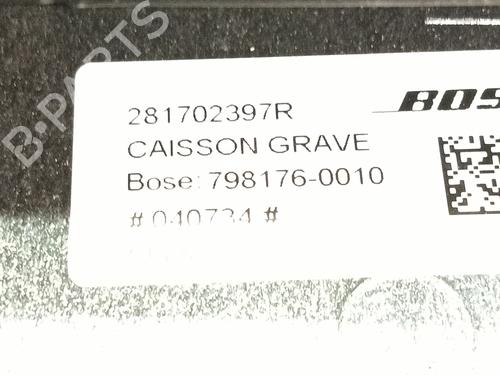 B-PARTS
281702397R
BOS
CAISSON GRAVE
Bose: 798176-0010
# 040734 #